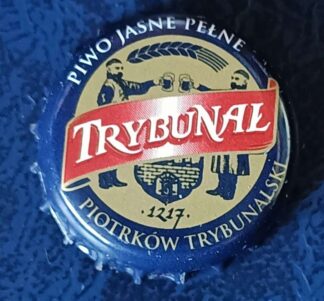 PIWO JASNE PEŁNE
TRYBUNAŁ
·1217·
PIOTRKÓW TRYBUNALSKI